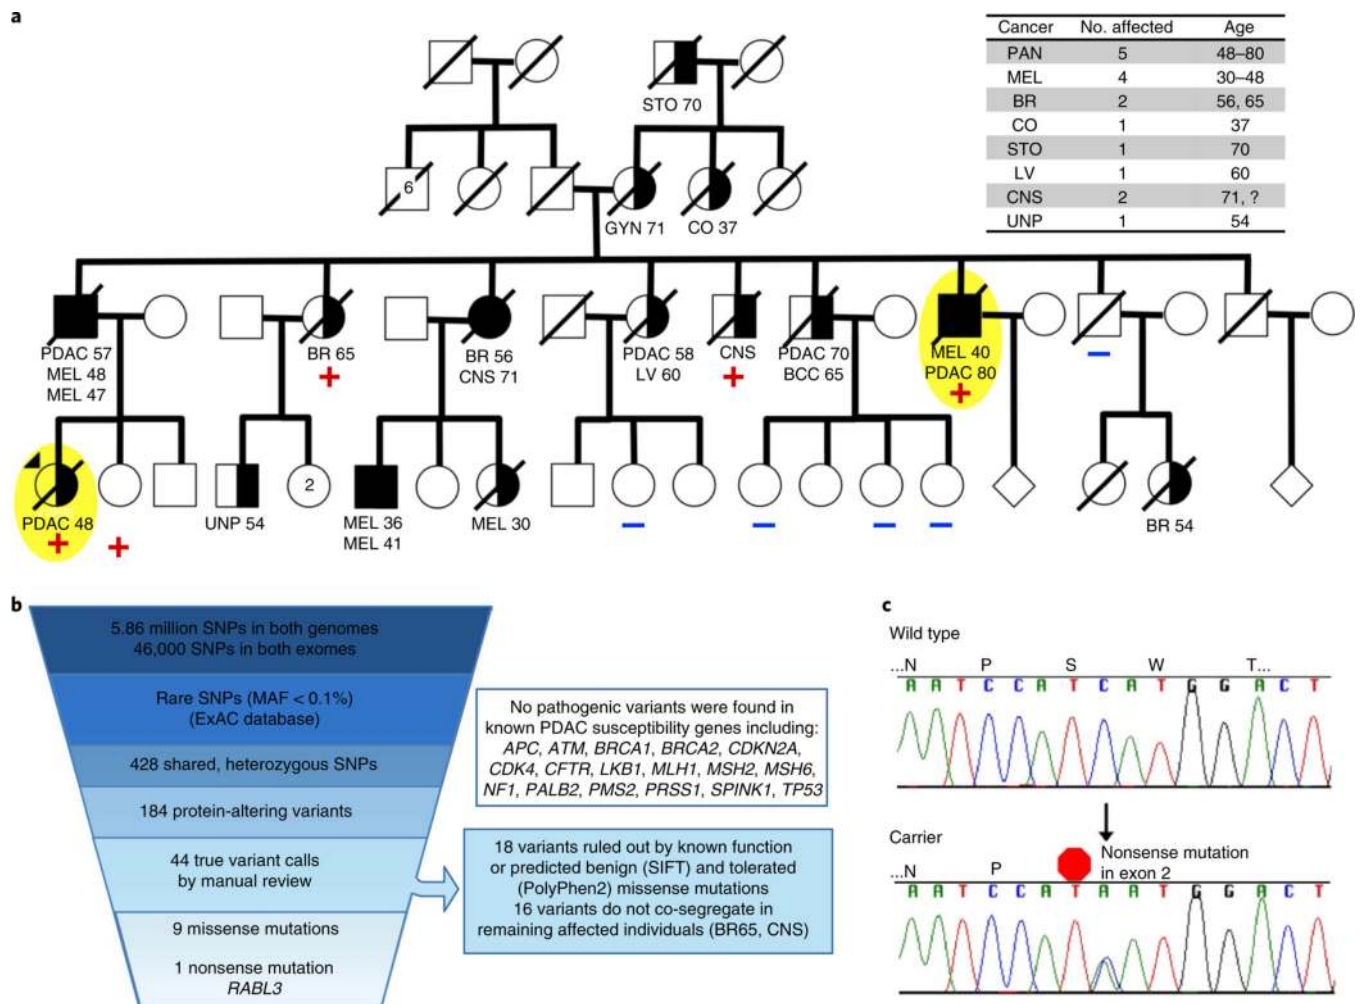 a
Cancer No. affected Age
PAN 5 48–80
MEL 4 30–48
BR 2 56, 65
CO 1 37
STO 1 70
LV 1 60
CNS 2 71, ?
UNP 1 54
STO 70
6
GYN 71 CO 37
PDAC 57
MEL 48
MEL 47
BR 65
+
BR 56
CNS 71
PDAC 58
LV 60
CNS
+
PDAC 70
BCC 65
MEL 40
PDAC 80
+
−
2
PDAC 48
+
+
UNP 54
MEL 36
MEL 41
MEL 30
−
−
−
−
BR 54
b
5.86 million SNPs in both genomes
46,000 SNPs in both exomes
Rare SNPs (MAF < 0.1%)
(ExAC database)
428 shared, heterozygous SNPs
184 protein-altering variants
44 true variant calls
by manual review
9 missense mutations
1 nonsense mutation
RABL3
No pathogenic variants were found in
known PDAC susceptibility genes including:
APC, ATM, BRCA1, BRCA2, CDKN2A,
CDK4, CFTR, LKB1, MLH1, MSH2, MSH6,
NF1, PALB2, PMS2, PRSS1, SPINK1, TP53
18 variants ruled out by known function
or predicted benign (SIFT) and tolerated
(PolyPhen2) missense mutations
16 variants do not co-segregate in
remaining affected individuals (BR65, CNS)
c
Wild type
...N P S W T...
A A T C C A T C A T G G A C T
Carrier
Nonsense mutation
in exon 2
...N P
A A T C C A T A A T G G A C T